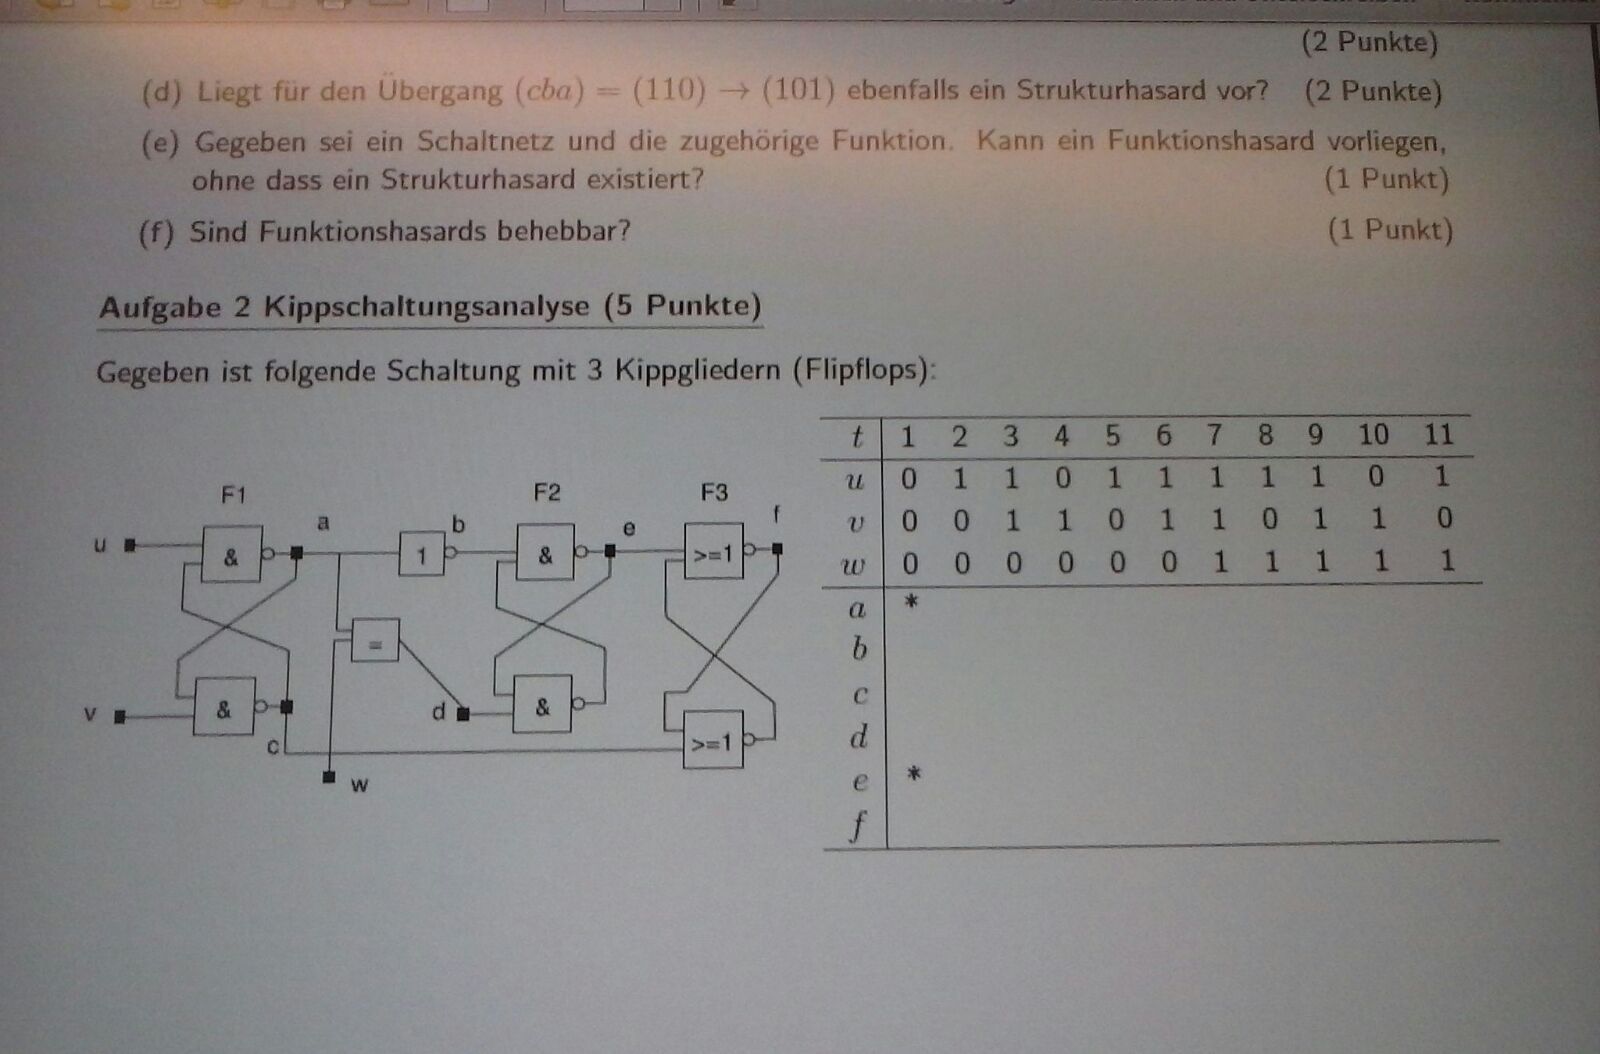 (2 Punkte)
(d) Liegt für den Übergang (cba) = (110) → (101) ebenfalls ein Strukturhasard vor? (2 Punkte)
(e) Gegeben sei ein Schaltnetz und die zugehörige Funktion. Kann ein Funktionshasard vorliegen,
ohne dass ein Strukturhasard existiert? (1 Punkt)
(f) Sind Funktionshasards behebbar? (1 Punkt)
Aufgabe 2 Kippschaltungsanalyse (5 Punkte)
Gegeben ist folgende Schaltung mit 3 Kippgliedern (Flipflops):
F1 F2 F3
u & a 1 b & e >=1 f
=
v & c d & >=1
w
t 1 2 3 4 5 6 7 8 9 10 11
u 0 1 1 0 1 1 1 1 1 0 1
v 0 0 1 1 0 1 1 0 1 1 0
w 0 0 0 0 0 0 1 1 1 1 1
a *
b
c
d
e *
f